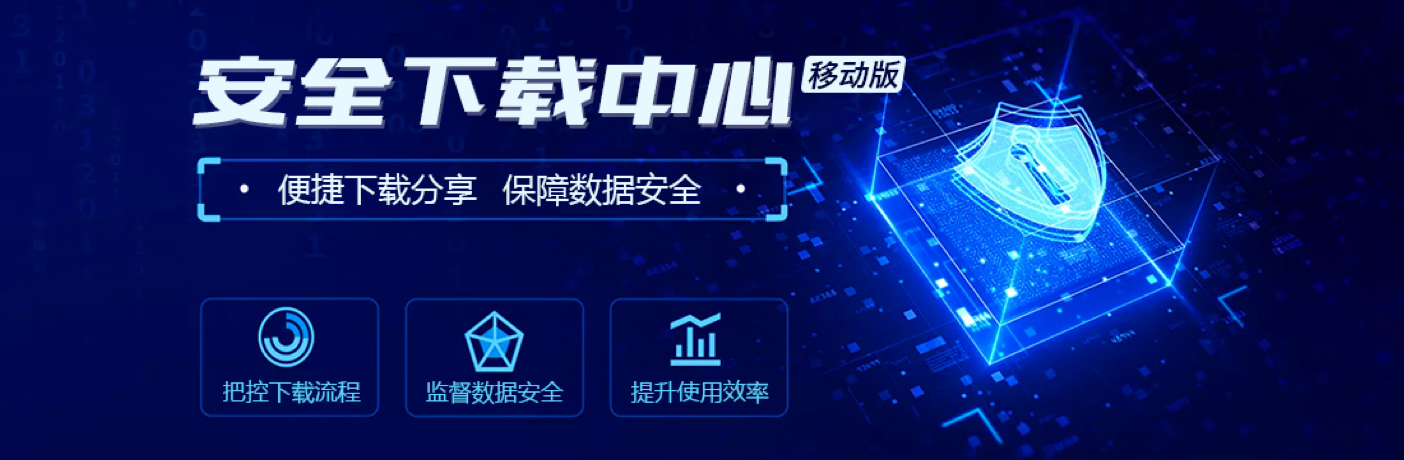 安全下载中心 移动版
· 便捷下载分享 保障数据安全 ·
把控下载流程 监督数据安全 提升使用效率